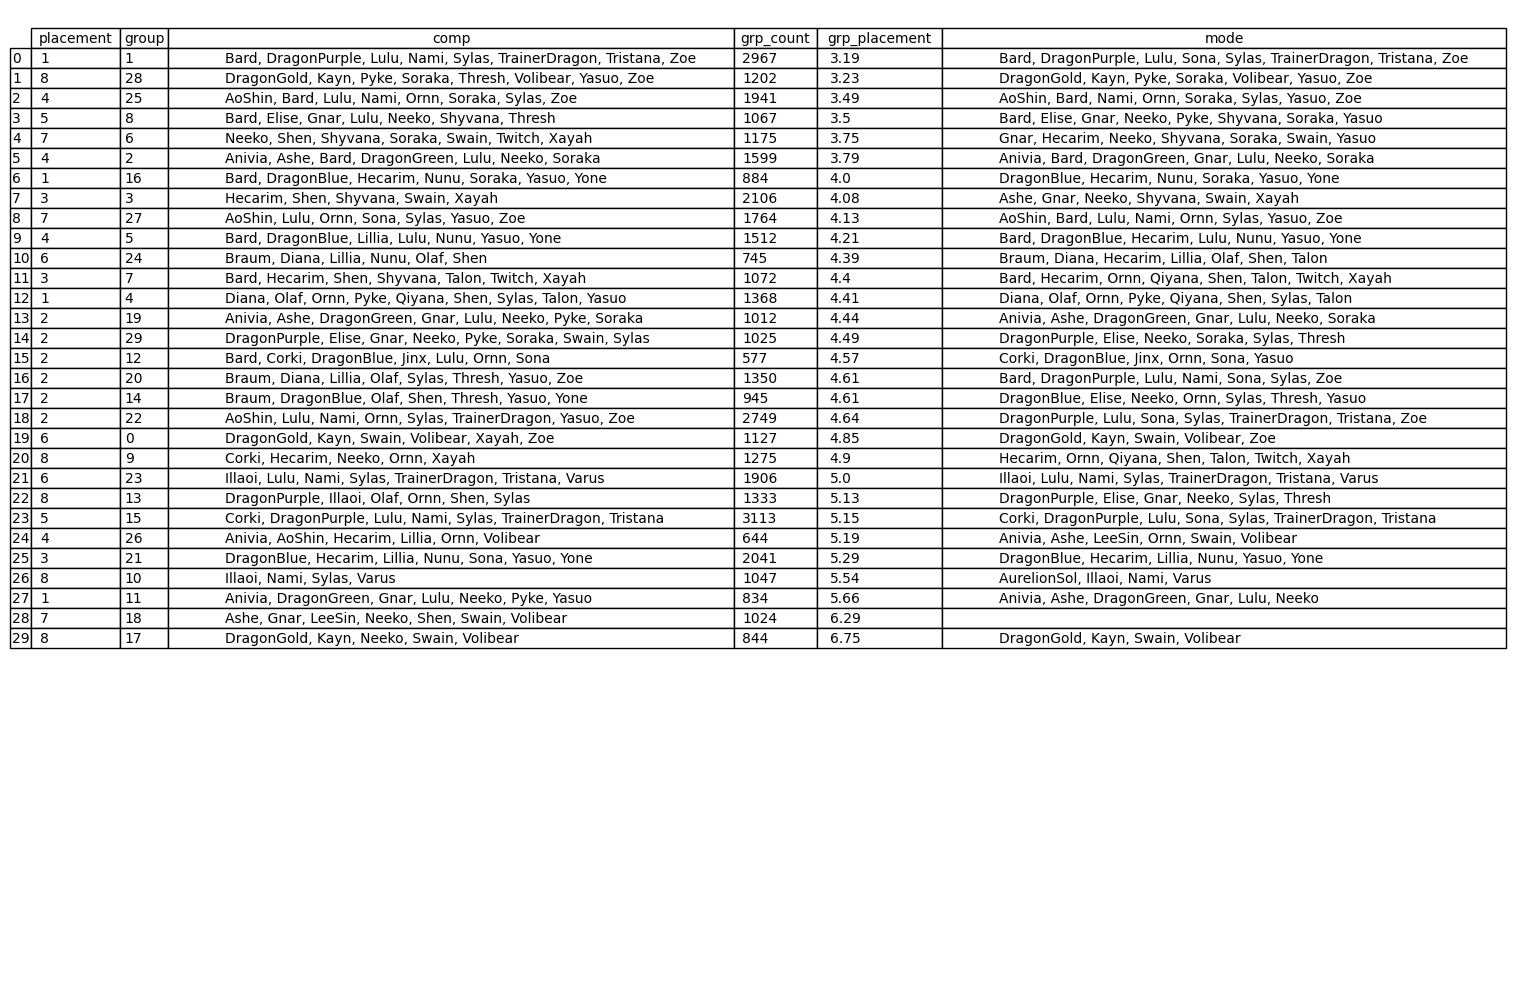 placement group comp grp_count grp_placement mode
0 1 1 Bard, DragonPurple, Lulu, Nami, Sylas, TrainerDragon, Tristana, Zoe 2967 3.19 Bard, DragonPurple, Lulu, Sona, Sylas, TrainerDragon, Tristana, Zoe
1 8 28 DragonGold, Kayn, Pyke, Soraka, Thresh, Volibear, Yasuo, Zoe 1202 3.23 DragonGold, Kayn, Pyke, Soraka, Volibear, Yasuo, Zoe
2 4 25 AoShin, Bard, Lulu, Nami, Ornn, Soraka, Sylas, Zoe 1941 3.49 AoShin, Bard, Nami, Ornn, Soraka, Sylas, Yasuo, Zoe
3 5 8 Bard, Elise, Gnar, Lulu, Neeko, Shyvana, Thresh 1067 3.5 Bard, Elise, Gnar, Neeko, Pyke, Shyvana, Soraka, Yasuo
4 7 6 Neeko, Shen, Shyvana, Soraka, Swain, Twitch, Xayah 1175 3.75 Gnar, Hecarim, Neeko, Shyvana, Soraka, Swain, Yasuo
5 4 2 Anivia, Ashe, Bard, DragonGreen, Lulu, Neeko, Soraka 1599 3.79 Anivia, Bard, DragonGreen, Gnar, Lulu, Neeko, Soraka
6 1 16 Bard, DragonBlue, Hecarim, Nunu, Soraka, Yasuo, Yone 884 4.0 DragonBlue, Hecarim, Nunu, Soraka, Yasuo, Yone
7 3 3 Hecarim, Shen, Shyvana, Swain, Xayah 2106 4.08 Ashe, Gnar, Neeko, Shyvana, Swain, Xayah
8 7 27 AoShin, Lulu, Ornn, Sona, Sylas, Yasuo, Zoe 1764 4.13 AoShin, Bard, Lulu, Nami, Ornn, Sylas, Yasuo, Zoe
9 4 5 Bard, DragonBlue, Lillia, Lulu, Nunu, Yasuo, Yone 1512 4.21 Bard, DragonBlue, Hecarim, Lulu, Nunu, Yasuo, Yone
10 6 24 Braum, Diana, Lillia, Nunu, Olaf, Shen 745 4.39 Braum, Diana, Hecarim, Lillia, Olaf, Shen, Talon
11 3 7 Bard, Hecarim, Shen, Shyvana, Talon, Twitch, Xayah 1072 4.4 Bard, Hecarim, Ornn, Qiyana, Shen, Talon, Twitch, Xayah
12 1 4 Diana, Olaf, Ornn, Pyke, Qiyana, Shen, Sylas, Talon, Yasuo 1368 4.41 Diana, Olaf, Ornn, Pyke, Qiyana, Shen, Sylas, Talon
13 2 19 Anivia, Ashe, DragonGreen, Gnar, Lulu, Neeko, Pyke, Soraka 1012 4.44 Anivia, Ashe, DragonGreen, Gnar, Lulu, Neeko, Soraka
14 2 29 DragonPurple, Elise, Gnar, Neeko, Pyke, Soraka, Swain, Sylas 1025 4.49 DragonPurple, Elise, Neeko, Soraka, Sylas, Thresh
15 2 12 Bard, Corki, DragonBlue, Jinx, Lulu, Ornn, Sona 577 4.57 Corki, DragonBlue, Jinx, Ornn, Sona, Yasuo
16 2 20 Braum, Diana, Lillia, Olaf, Sylas, Thresh, Yasuo, Zoe 1350 4.61 Bard, DragonPurple, Lulu, Nami, Sona, Sylas, Zoe
17 2 14 Braum, DragonBlue, Olaf, Shen, Thresh, Yasuo, Yone 945 4.61 DragonBlue, Elise, Neeko, Ornn, Sylas, Thresh, Yasuo
18 2 22 AoShin, Lulu, Nami, Ornn, Sylas, TrainerDragon, Yasuo, Zoe 2749 4.64 DragonPurple, Lulu, Sona, Sylas, TrainerDragon, Tristana, Zoe
19 6 0 DragonGold, Kayn, Swain, Volibear, Xayah, Zoe 1127 4.85 DragonGold, Kayn, Swain, Volibear, Zoe
20 8 9 Corki, Hecarim, Neeko, Ornn, Xayah 1275 4.9 Hecarim, Ornn, Qiyana, Shen, Talon, Twitch, Xayah
21 6 23 Illaoi, Lulu, Nami, Sylas, TrainerDragon, Tristana, Varus 1906 5.0 Illaoi, Lulu, Nami, Sylas, TrainerDragon, Tristana, Varus
22 8 13 DragonPurple, Illaoi, Olaf, Ornn, Shen, Sylas 1333 5.13 DragonPurple, Elise, Gnar, Neeko, Sylas, Thresh
23 5 15 Corki, DragonPurple, Lulu, Nami, Sylas, TrainerDragon, Tristana 3113 5.15 Corki, DragonPurple, Lulu, Sona, Sylas, TrainerDragon, Tristana
24 4 26 Anivia, AoShin, Hecarim, Lillia, Ornn, Volibear 644 5.19 Anivia, Ashe, LeeSin, Ornn, Swain, Volibear
25 3 21 DragonBlue, Hecarim, Lillia, Nunu, Sona, Yasuo, Yone 2041 5.29 DragonBlue, Hecarim, Lillia, Nunu, Yasuo, Yone
26 8 10 Illaoi, Nami, Sylas, Varus 1047 5.54 AurelionSol, Illaoi, Nami, Varus
27 1 11 Anivia, DragonGreen, Gnar, Lulu, Neeko, Pyke, Yasuo 834 5.66 Anivia, Ashe, DragonGreen, Gnar, Lulu, Neeko
28 7 18 Ashe, Gnar, LeeSin, Neeko, Shen, Swain, Volibear 1024 6.29
29 8 17 DragonGold, Kayn, Neeko, Swain, Volibear 844 6.75 DragonGold, Kayn, Swain, Volibear